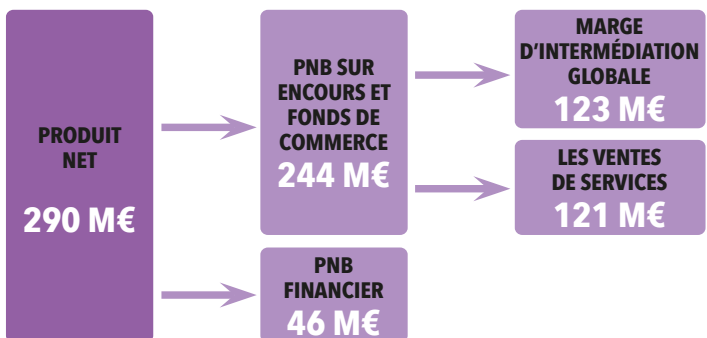 PRODUIT
NET
290 M€
PNB SUR
ENCOURS ET
FONDS DE
COMMERCE
244 M€
PNB
FINANCIER
46 M€
MARGE
D'INTERMÉDIATION
GLOBALE
123 M€
LES VENTES
DE SERVICES
121 M€